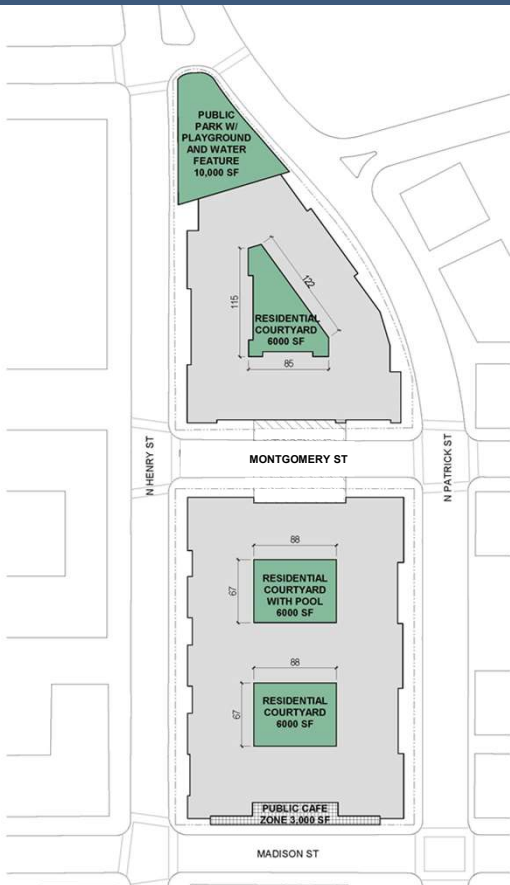 PUBLIC
PARK W/
PLAYGROUND
AND WATER
FEATURE
10,000 SF
122
115
RESIDENTIAL
COURTYARD
6000 SF
85
N HENRY ST
MONTGOMERY ST
N PATRICK ST
88
67
RESIDENTIAL
COURTYARD
WITH POOL
6000 SF
88
67
RESIDENTIAL
COURTYARD
6000 SF
PUBLIC CAFE
ZONE 3,000 SF
MADISON ST